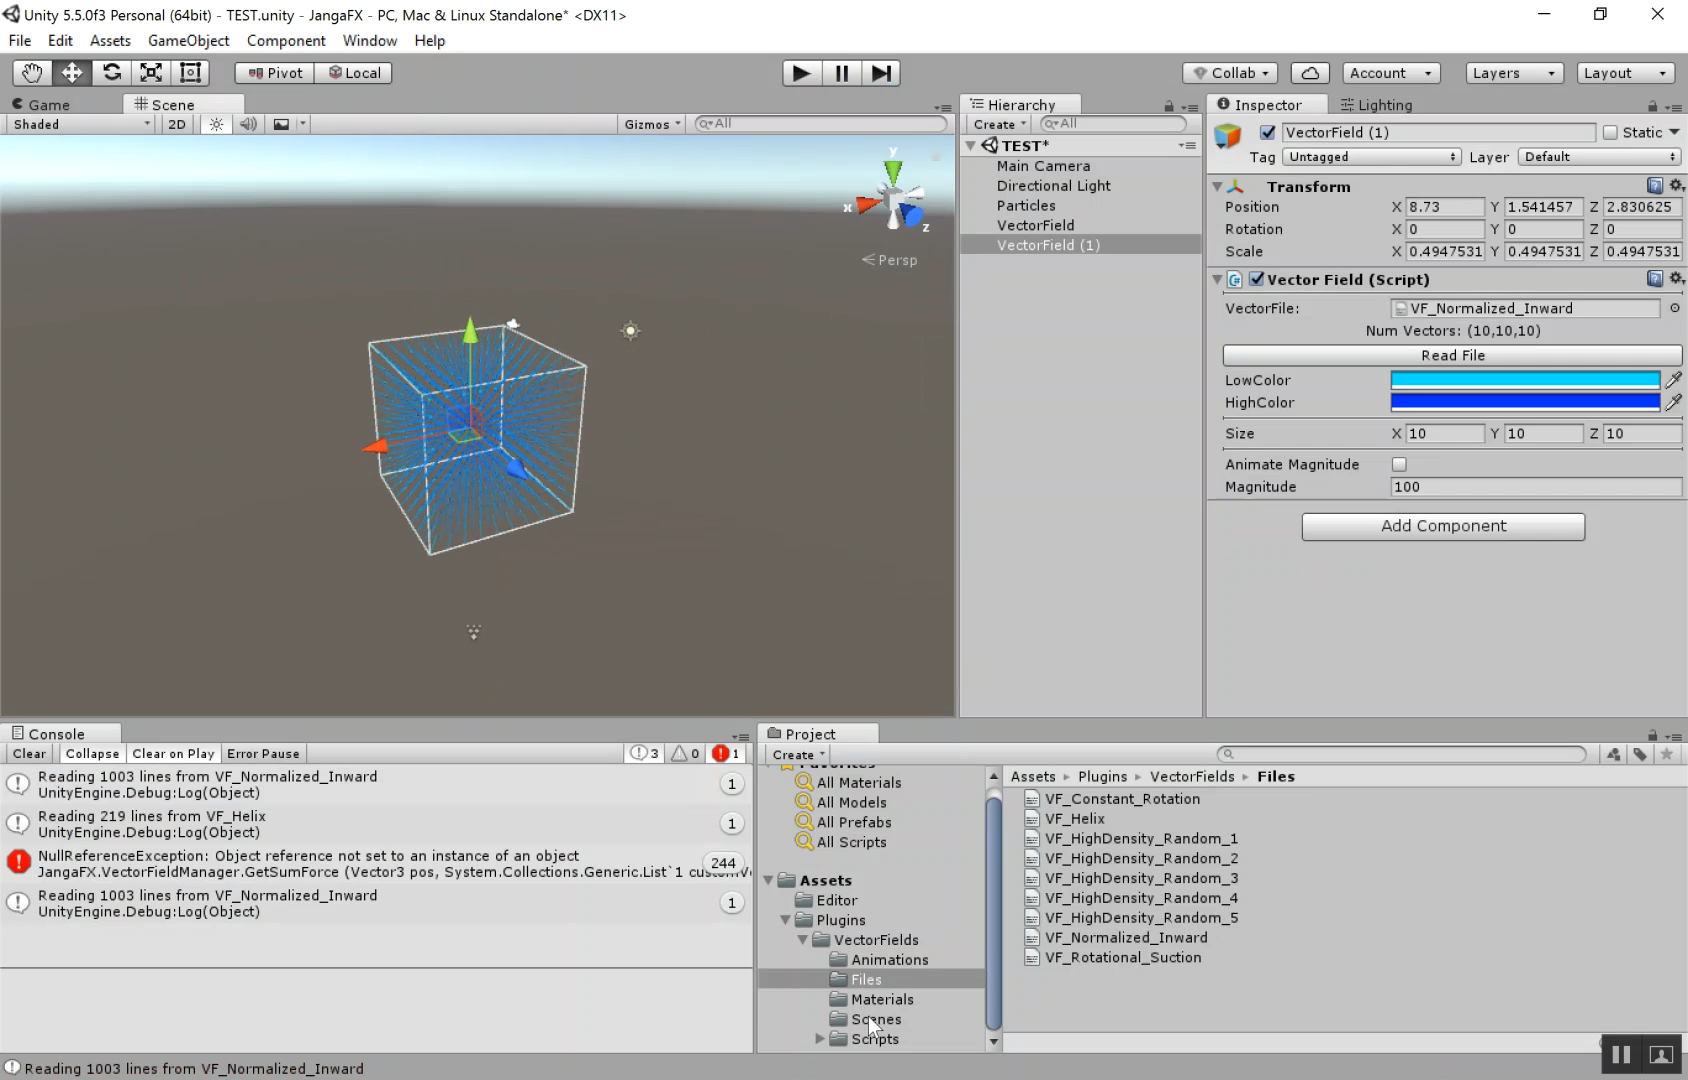 Unity 5.5.0f3 Personal (64bit) - TEST.unity - JangaFX - PC, Mac & Linux Standalone* <DX11>
File Edit Assets GameObject Component Window Help
Pivot Local Collab Account Layers Layout
Game Scene
Shaded 2D Gizmos All
y
x
z
Persp
Hierarchy
Create All
TEST*
Main Camera
Directional Light
Particles
VectorField
VectorField (1)
Inspector Lighting
VectorField (1) Static
Tag Untagged Layer Default
Transform
Position X 8.73 Y 1.541457 Z 2.830625
Rotation X 0 Y 0 Z 0
Scale X 0.4947531 Y 0.4947531 Z 0.4947531
Vector Field (Script)
VectorFile: VF_Normalized_Inward
Num Vectors: (10,10,10)
Read File
LowColor
HighColor
Size X 10 Y 10 Z 10
Animate Magnitude
Magnitude 100
Add Component
Console
Clear Collapse Clear on Play Error Pause 3 0 1
Reading 1003 lines from VF_Normalized_Inward
UnityEngine.Debug:Log(Object)
1
Reading 219 lines from VF_Helix
UnityEngine.Debug:Log(Object)
1
NullReferenceException: Object reference not set to an instance of an object
JangaFX.VectorFieldManager.GetSumForce (Vector3 pos, System.Collections.Generic.List`1 customV
244
Reading 1003 lines from VF_Normalized_Inward
UnityEngine.Debug:Log(Object)
1
Reading 1003 lines from VF_Normalized_Inward
Project
Create
Favorites
All Materials
All Models
All Prefabs
All Scripts
Assets
Editor
Plugins
VectorFields
Animations
Files
Materials
Scenes
Scripts
Assets Plugins VectorFields Files
VF_Constant_Rotation
VF_Helix
VF_HighDensity_Random_1
VF_HighDensity_Random_2
VF_HighDensity_Random_3
VF_HighDensity_Random_4
VF_HighDensity_Random_5
VF_Normalized_Inward
VF_Rotational_Suction